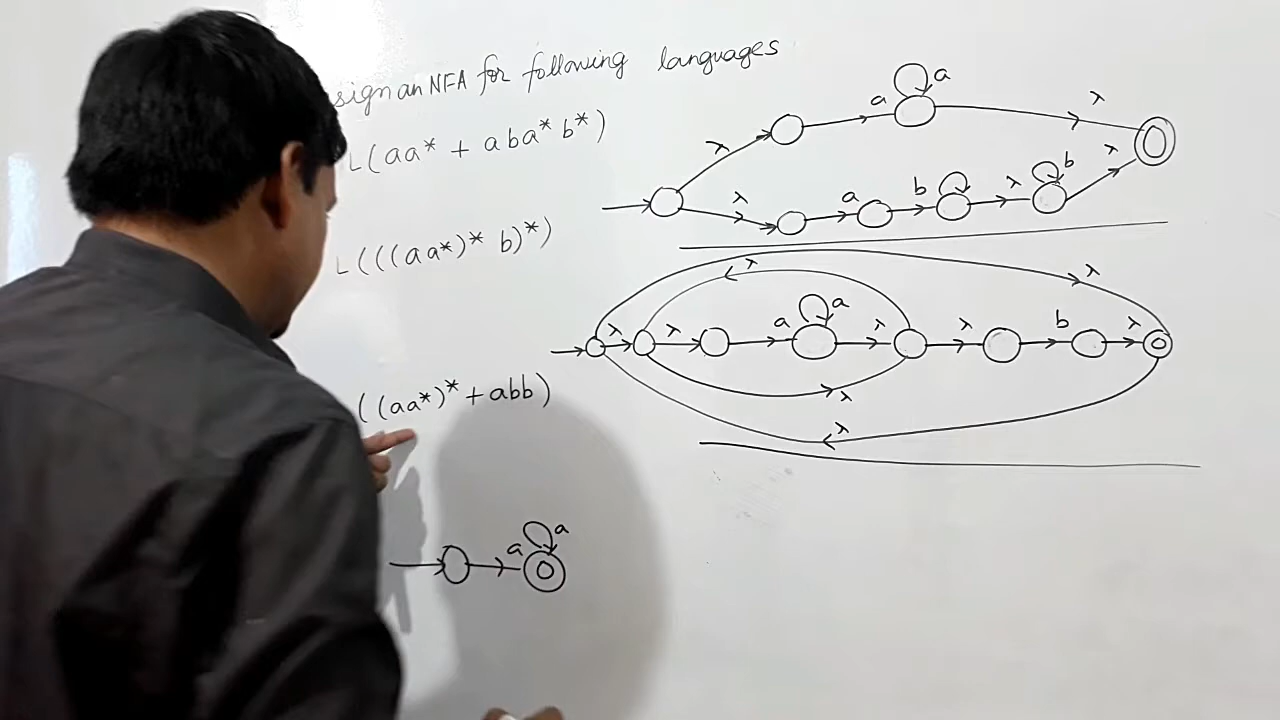 sign an NFA for following languages
L(aa* + aba* b*)
L(((aa*)* b)*)
((aa*)* + abb)
a
a
λ
λ
λ
a
b
λ
b
λ
λ
λ
λ
λ
a
a
λ
λ
b
λ
λ
λ
a
a